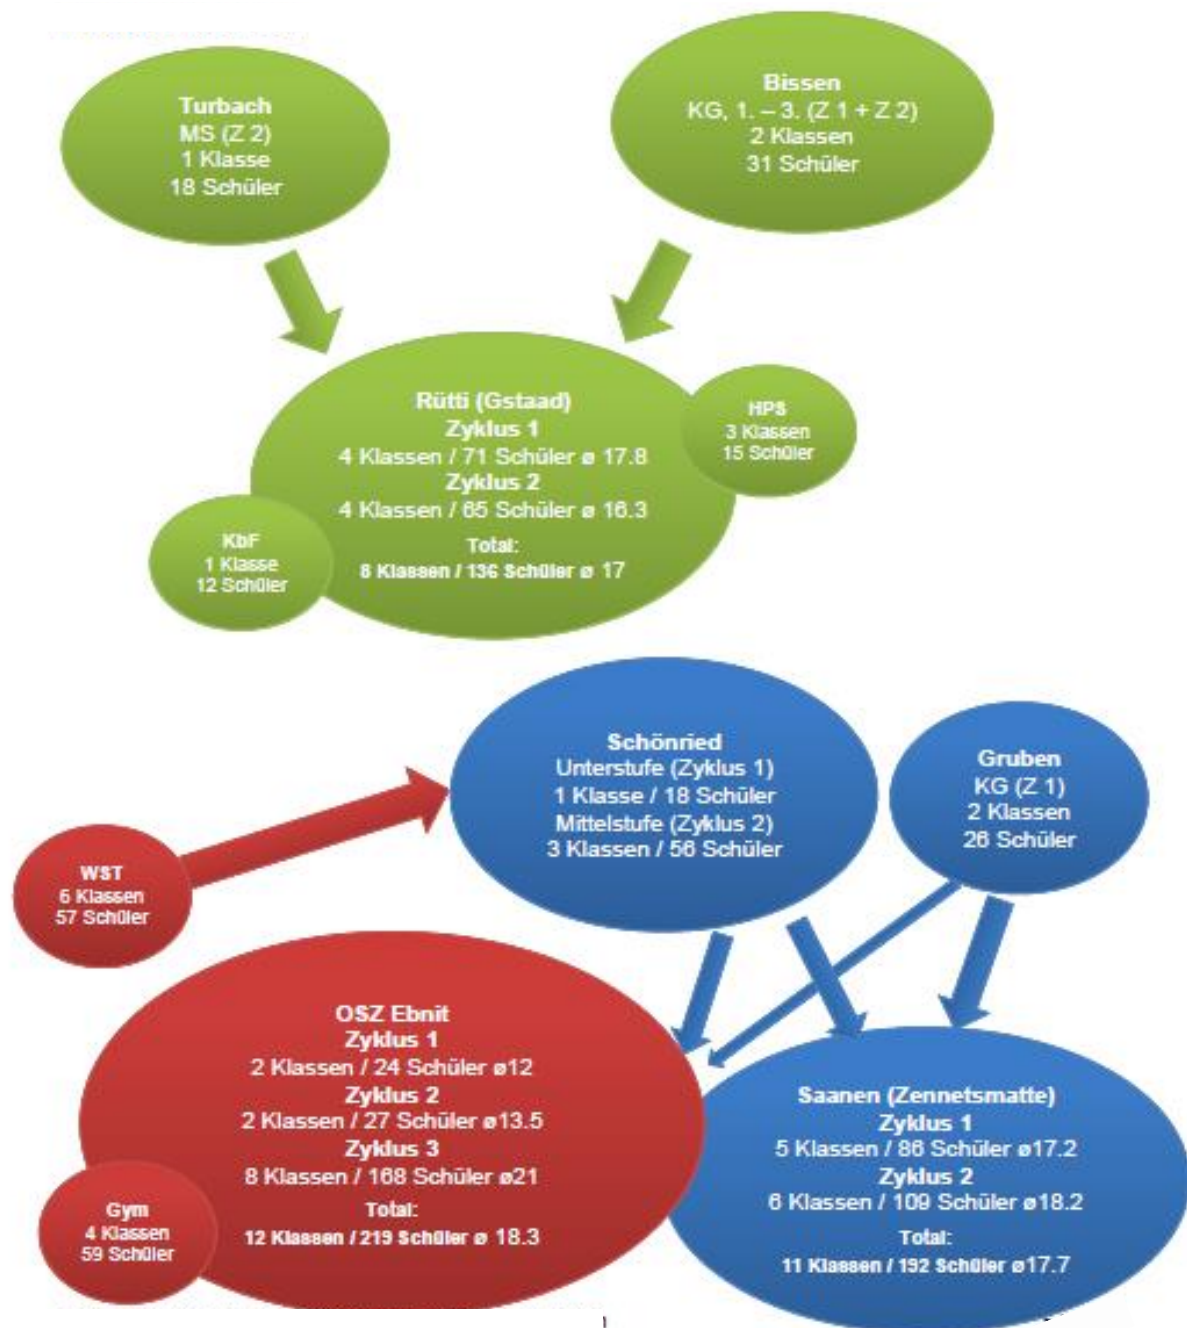 Turbach
MS (Z 2)
1 Klasse
18 Schüler
Bissen
KG, 1. – 3. (Z 1 + Z 2)
2 Klassen
31 Schüler
Rütti (Gstaad)
Zyklus 1
4 Klassen / 71 Schüler ø 17.8
Zyklus 2
4 Klassen / 65 Schüler ø 16.3
Total:
8 Klassen / 136 Schüler ø 17
HPS
3 Klassen
15 Schüler
KbF
1 Klasse
12 Schüler
Schönried
Unterstufe (Zyklus 1)
1 Klasse / 18 Schüler
Mittelstufe (Zyklus 2)
3 Klassen / 56 Schüler
Gruben
KG (Z 1)
2 Klassen
26 Schüler
WST
6 Klassen
57 Schüler
OSZ Ebnit
Zyklus 1
2 Klassen / 24 Schüler ø12
Zyklus 2
2 Klassen / 27 Schüler ø13.5
Zyklus 3
8 Klassen / 168 Schüler ø21
Total:
12 Klassen / 219 Schüler ø 18.3
Gym
4 Klassen
59 Schüler
Saanen (Zennetsmatte)
Zyklus 1
5 Klassen / 86 Schüler ø17.2
Zyklus 2
6 Klassen / 109 Schüler ø18.2
Total:
11 Klassen / 192 Schüler ø17.7